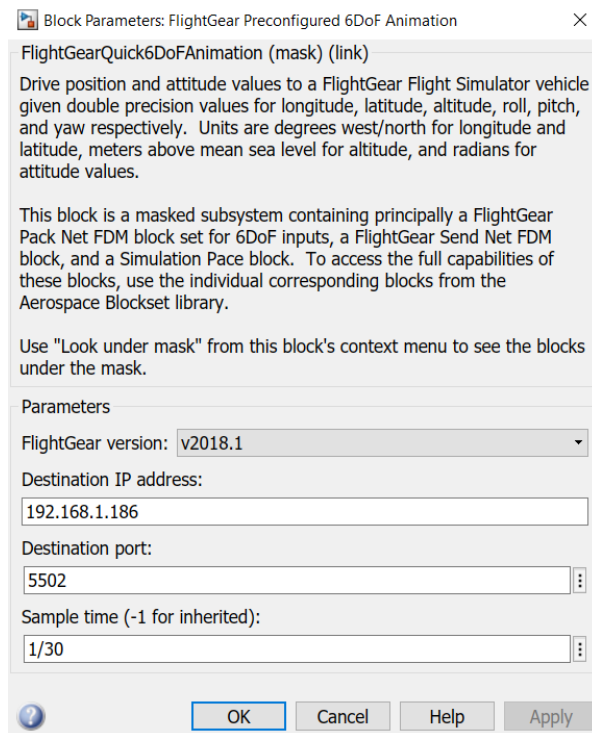 Block Parameters: FlightGear Preconfigured 6DoF Animation
FlightGearQuick6DoFAnimation (mask) (link)
Drive position and attitude values to a FlightGear Flight Simulator vehicle
given double precision values for longitude, latitude, altitude, roll, pitch,
and yaw respectively.  Units are degrees west/north for longitude and
latitude, meters above mean sea level for altitude, and radians for
attitude values.
This block is a masked subsystem containing principally a FlightGear
Pack Net FDM block set for 6DoF inputs, a FlightGear Send Net FDM
block, and a Simulation Pace block.  To access the full capabilities of
these blocks, use the individual corresponding blocks from the
Aerospace Blockset library.
Use "Look under mask" from this block's context menu to see the blocks
under the mask.
Parameters
FlightGear version: v2018.1
Destination IP address:
192.168.1.186
Destination port:
5502
Sample time (-1 for inherited):
1/30
OK Cancel Help Apply